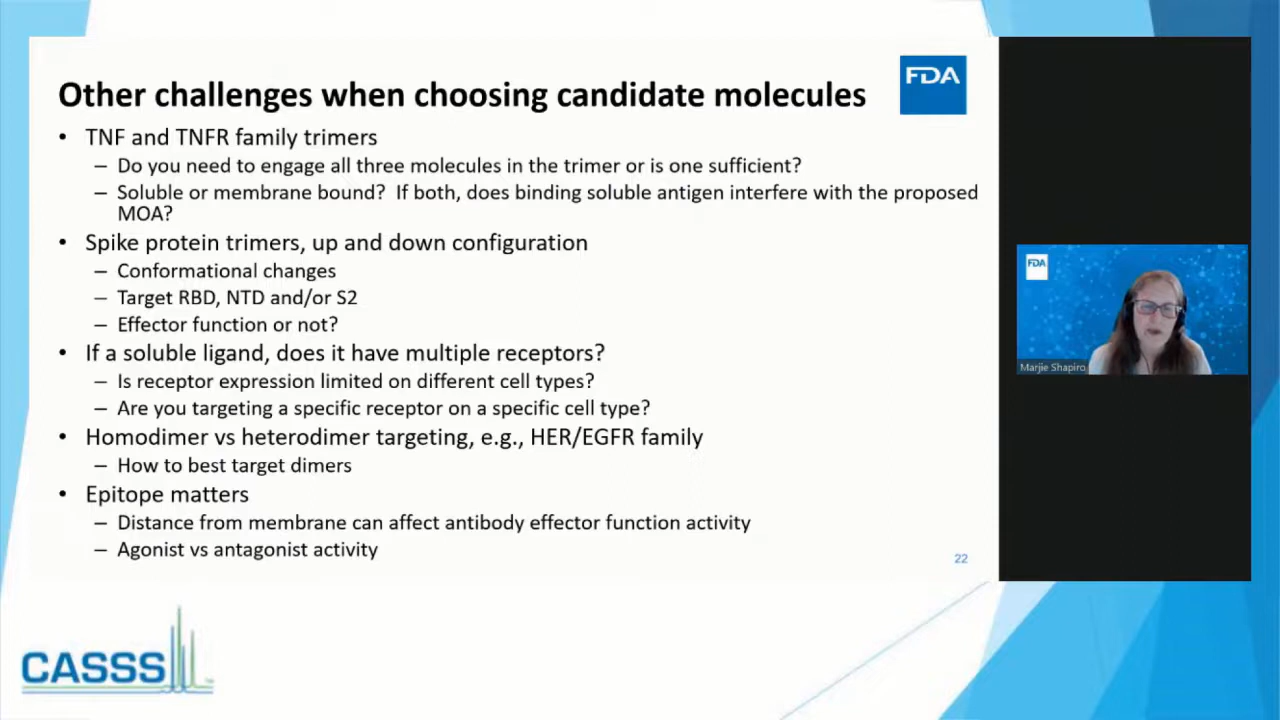 Other challenges when choosing candidate molecules
FDA
• TNF and TNFR family trimers
– Do you need to engage all three molecules in the trimer or is one sufficient?
– Soluble or membrane bound? If both, does binding soluble antigen interfere with the proposed
MOA?
• Spike protein trimers, up and down configuration
– Conformational changes
– Target RBD, NTD and/or S2
– Effector function or not?
• If a soluble ligand, does it have multiple receptors?
– Is receptor expression limited on different cell types?
– Are you targeting a specific receptor on a specific cell type?
• Homodimer vs heterodimer targeting, e.g., HER/EGFR family
– How to best target dimers
• Epitope matters
– Distance from membrane can affect antibody effector function activity
– Agonist vs antagonist activity
22
FDA
Marjie Shapiro
CASSS